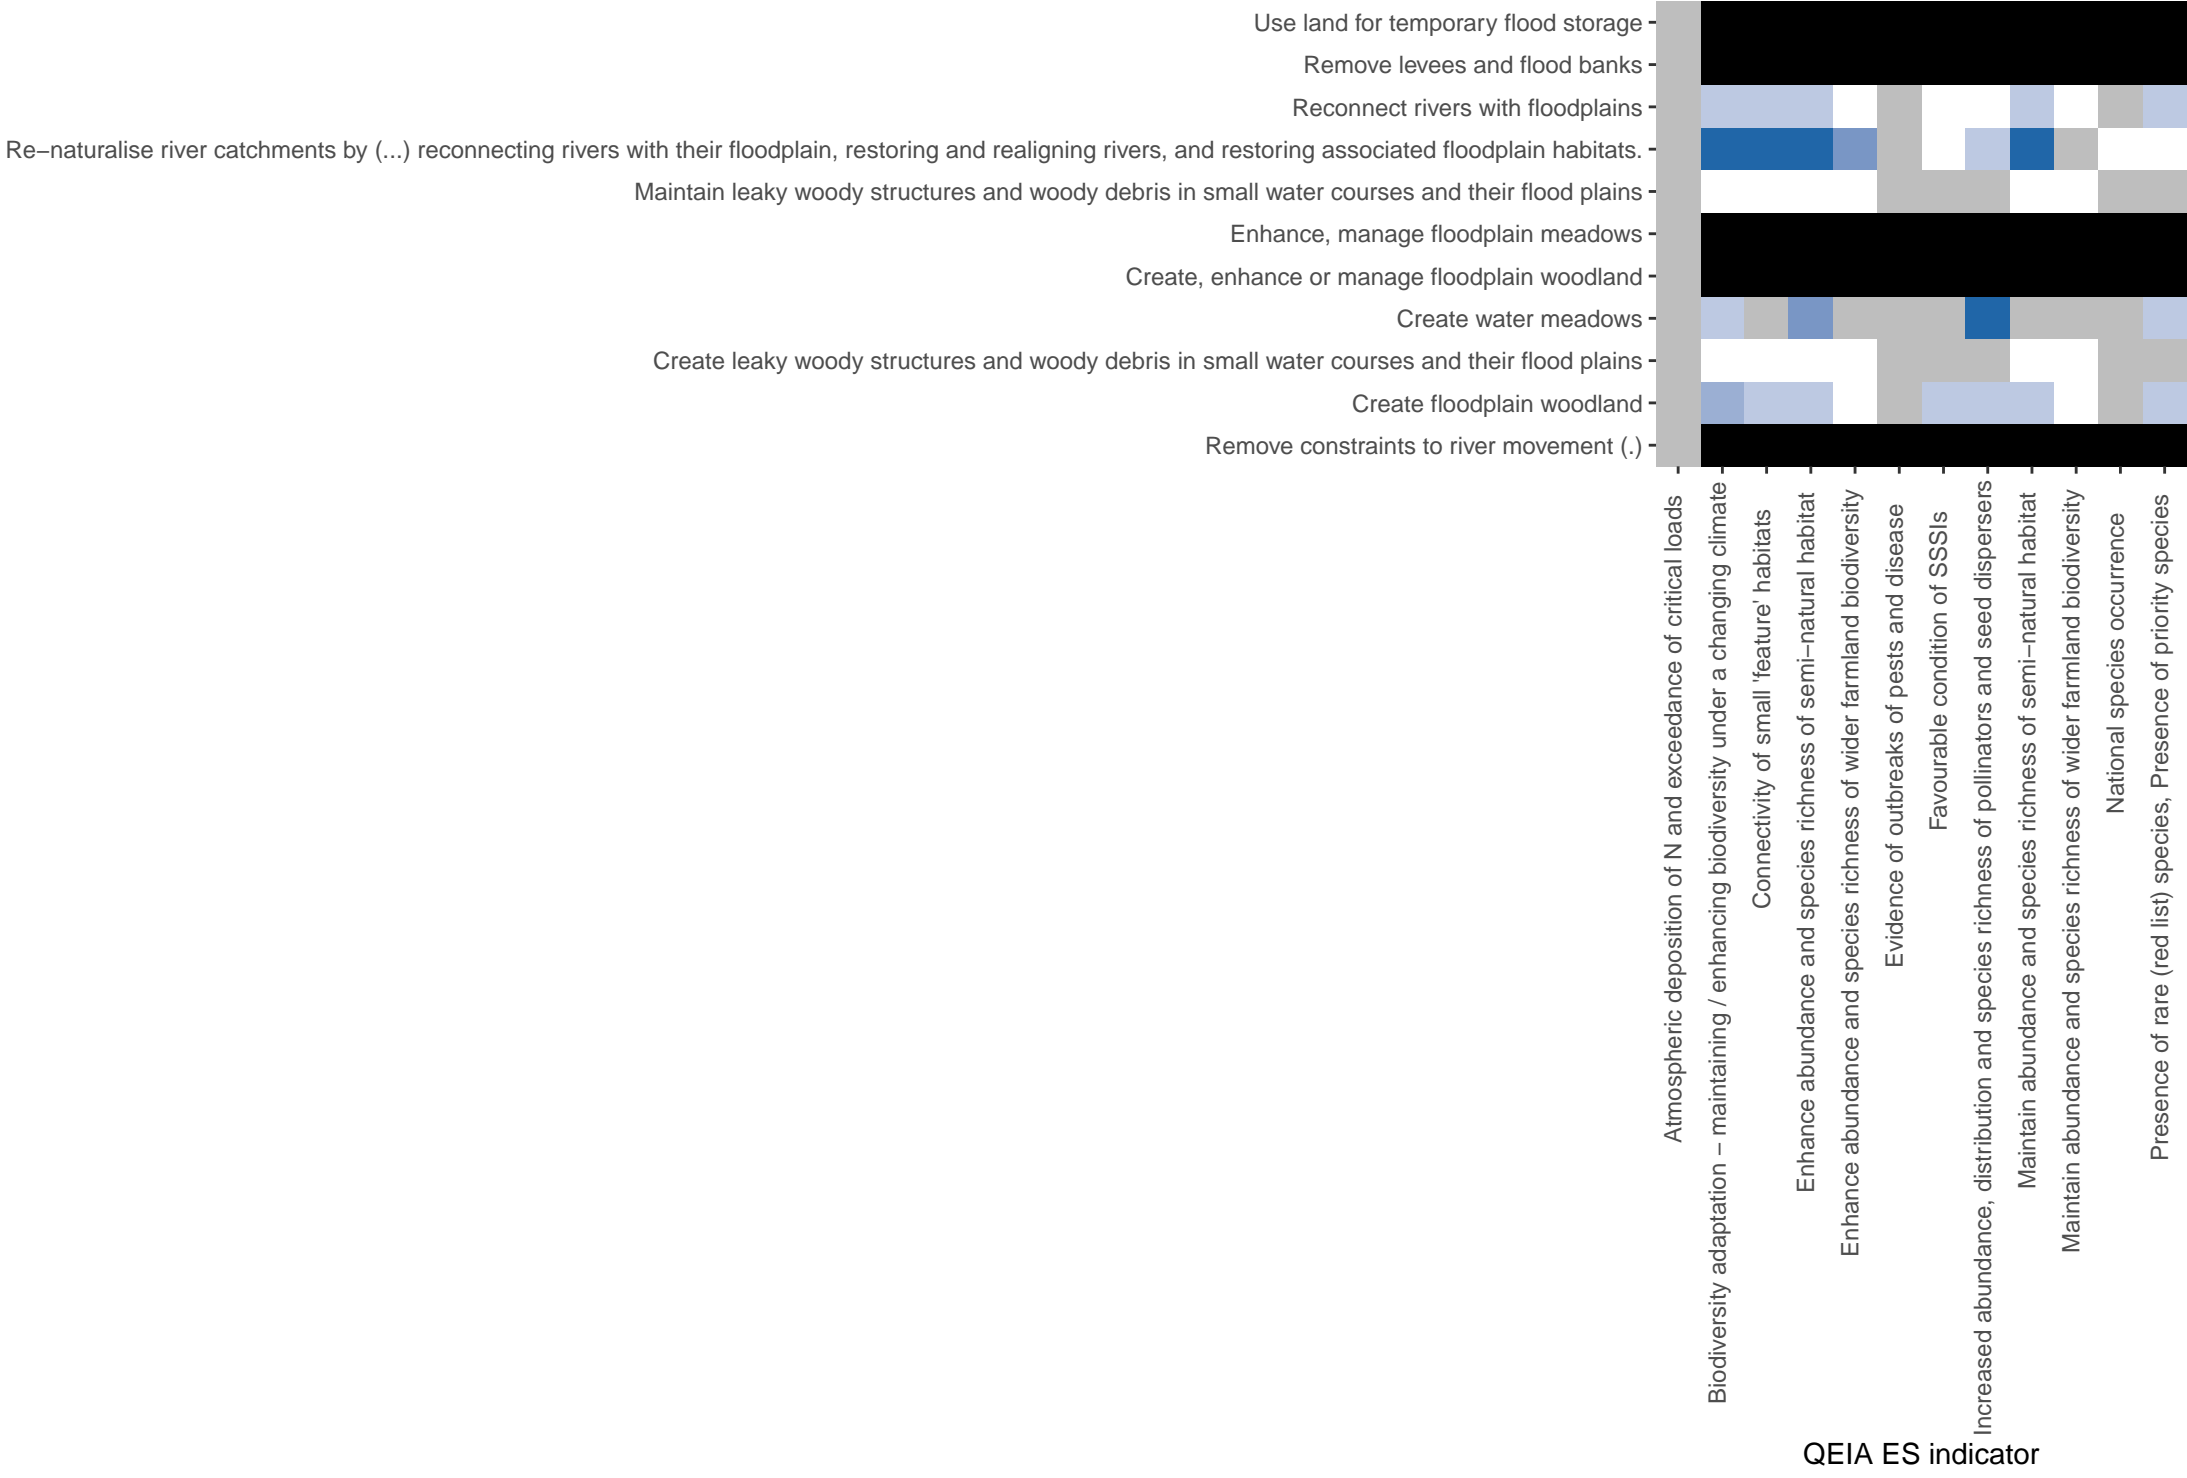 Use land for temporary flood storage
Remove levees and flood banks
Reconnect rivers with floodplains
Re−naturalise river catchments by (...) reconnecting rivers with their floodplain, restoring and realigning rivers, and restoring associated floodplain habitats.
Maintain leaky woody structures and woody debris in small water courses and their flood plains
Enhance, manage floodplain meadows
Create, enhance or manage floodplain woodland
Create water meadows
Create leaky woody structures and woody debris in small water courses and their flood plains
Create floodplain woodland
Remove constraints to river movement (.)
Atmospheric deposition of N and exceedance of critical loads
Biodiversity adaptation − maintaining / enhancing biodiversity under a changing climate
Connectivity of small 'feature' habitats
Enhance abundance and species richness of semi−natural habitat
Enhance abundance and species richness of wider farmland biodiversity
Evidence of outbreaks of pests and disease
Favourable condition of SSSIs
Increased abundance, distribution and species richness of pollinators and seed dispersers
Maintain abundance and species richness of semi−natural habitat
Maintain abundance and species richness of wider farmland biodiversity
National species occurrence
Presence of rare (red list) species, Presence of priority species
QEIA ES indicator